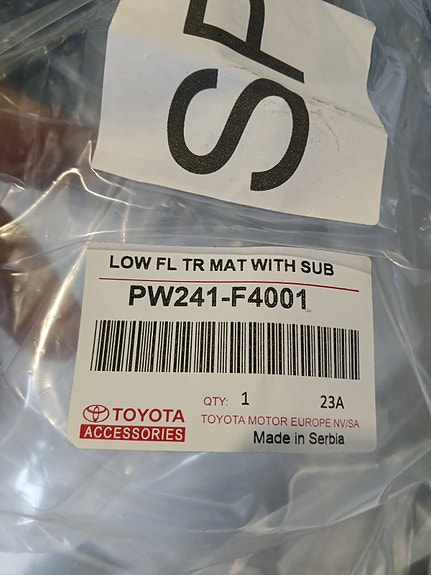 SP
LOW FL TR MAT WITH SUB
PW241-F4001
QTY: 1 23A
TOYOTA TOYOTA MOTOR EUROPE NV/SA
ACCESSORIES Made in Serbia